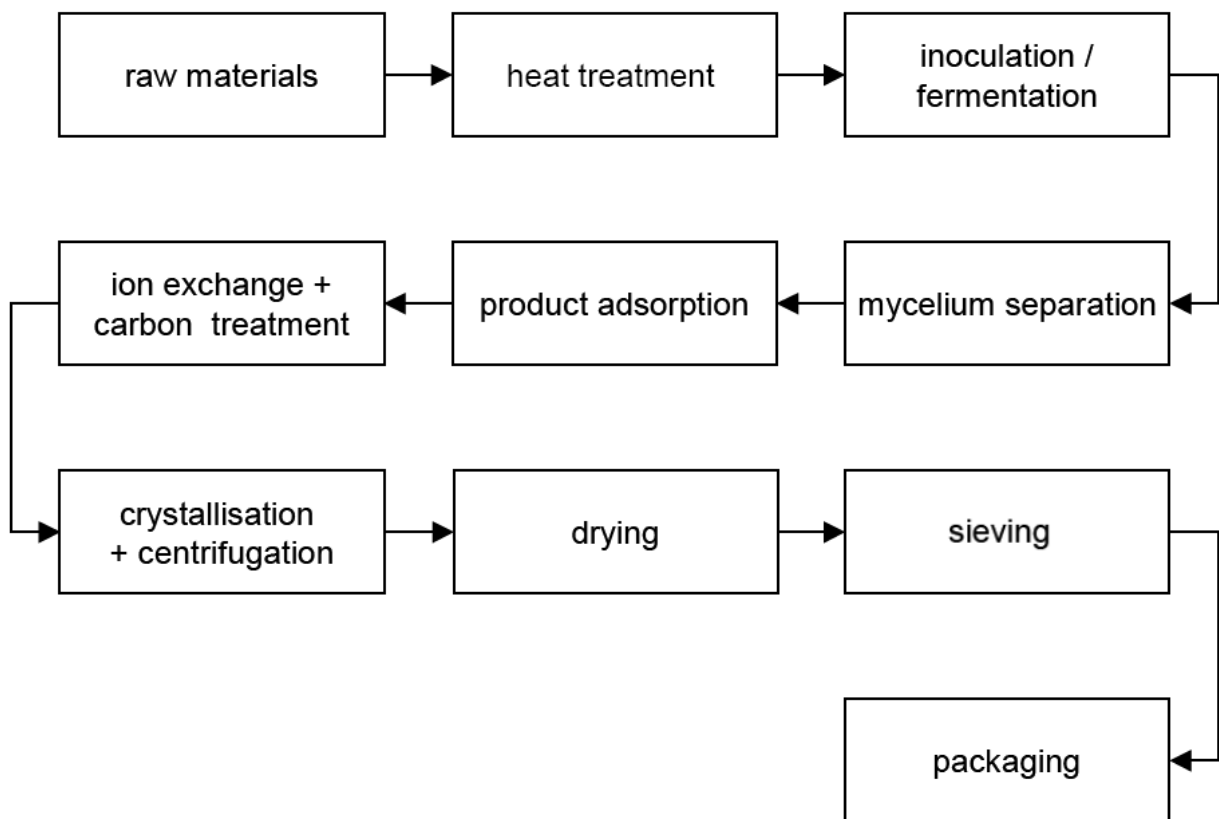 raw materials
heat treatment
inoculation /
fermentation
mycelium separation
product adsorption
ion exchange +
carbon treatment
crystallisation
+ centrifugation
drying
sieving
packaging